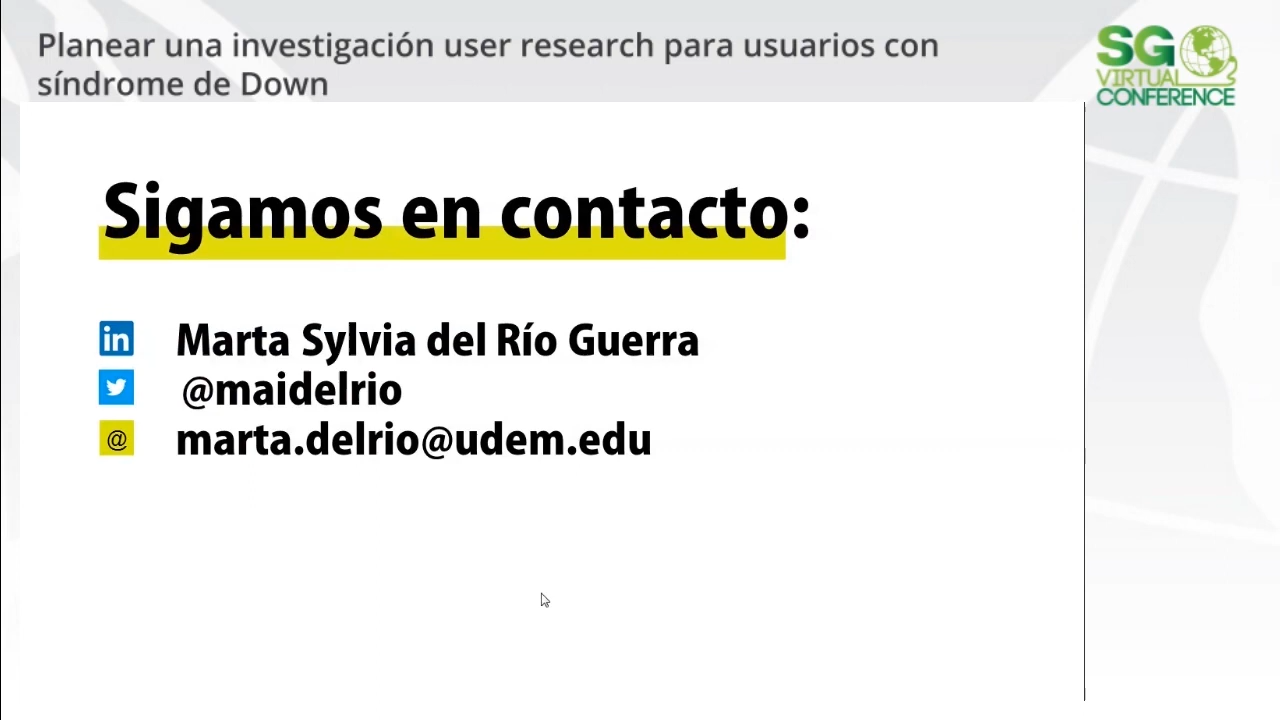 Planear una investigación user research para usuarios con
síndrome de Down
SG
VIRTUAL
CONFERENCE
Sigamos en contacto:
in Marta Sylvia del Río Guerra
@maidelrio
@ marta.delrio@udem.edu